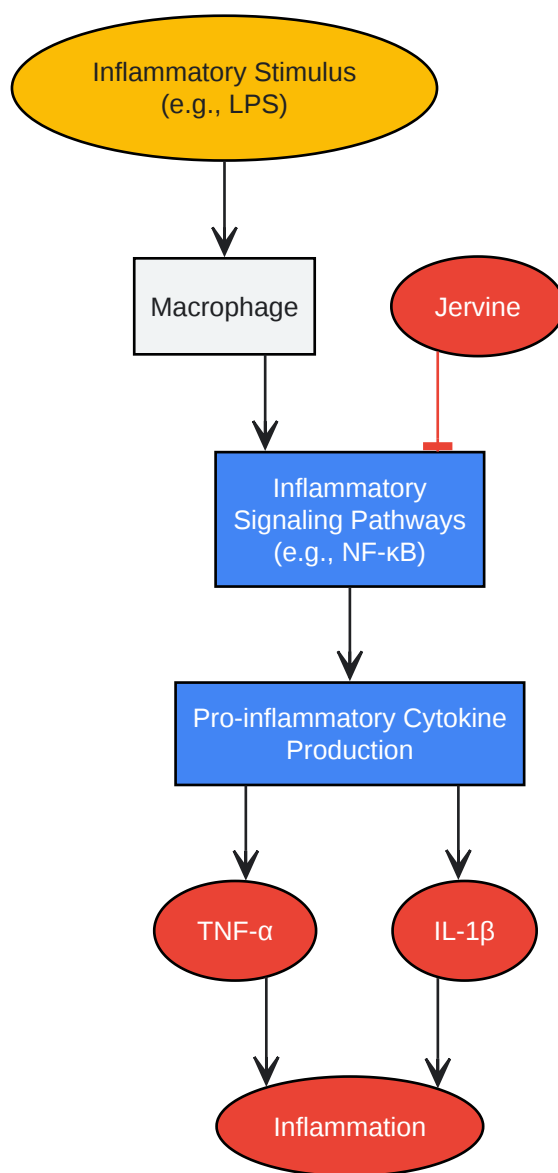 Inflammatory Stimulus
(e.g., LPS)
Macrophage
Jervine
Inflammatory
Signaling Pathways
(e.g., NF-κB)
Pro-inflammatory Cytokine
Production
TNF-α
IL-1β
Inflammation